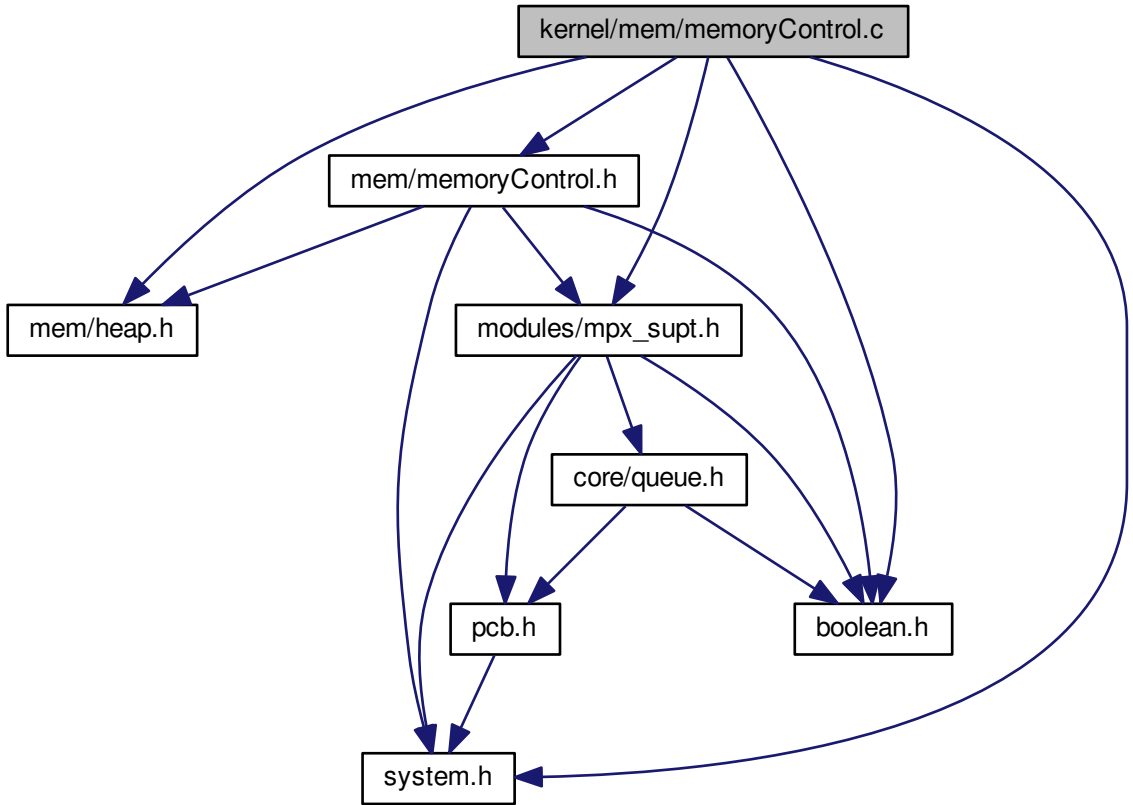 kernel/mem/memoryControl.c
mem/memoryControl.h
mem/heap.h
modules/mpx_supt.h
core/queue.h
pcb.h
boolean.h
system.h